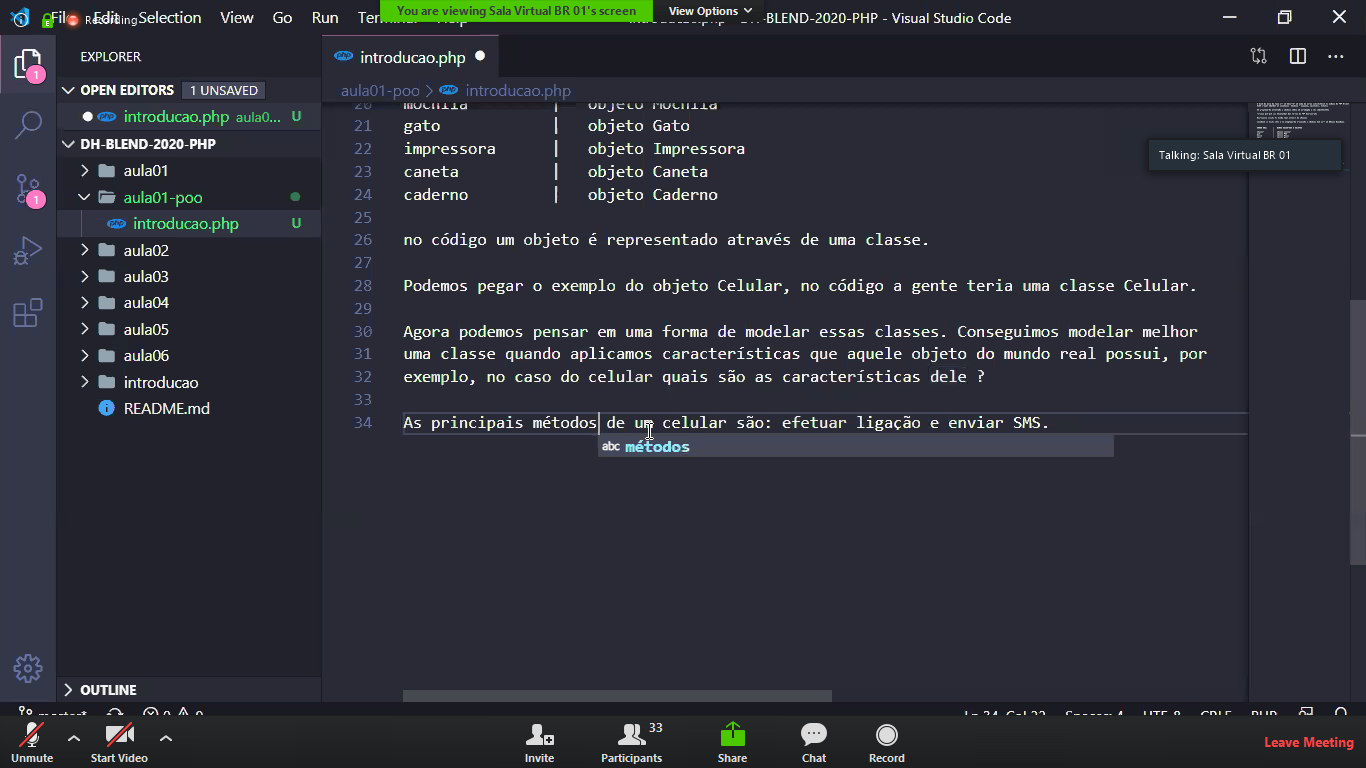 File Edit Selection View Go Run Terminal Help
Recording
You are viewing Sala Virtual BR 01's screen
View Options
-BLEND-2020-PHP - Visual Studio Code
EXPLORER
OPEN EDITORS 1 UNSAVED
introducao.php aula0... U
DH-BLEND-2020-PHP
aula01
aula01-poo
introducao.php U
aula02
aula03
aula04
aula05
aula06
introducao
README.md
OUTLINE
1
1
introducao.php
aula01-poo > introducao.php
20 mochila | objeto Mochila
21 gato | objeto Gato
22 impressora | objeto Impressora
23 caneta | objeto Caneta
24 caderno | objeto Caderno
25
26 no código um objeto é representado através de uma classe.
27
28 Podemos pegar o exemplo do objeto Celular, no código a gente teria uma classe Celular.
29
30 Agora podemos pensar em uma forma de modelar essas classes. Conseguimos modelar melhor
31 uma classe quando aplicamos características que aquele objeto do mundo real possui, por
32 exemplo, no caso do celular quais são as características dele ?
33
34 As principais métodos de um celular são: efetuar ligação e enviar SMS.
abc métodos
Talking: Sala Virtual BR 01
Ln 34, Col 22 Spaces: 4 UTF-8 CRLF PHP
Unmute
Start Video
Invite
Participants 33
Share
Chat
Record
Leave Meeting